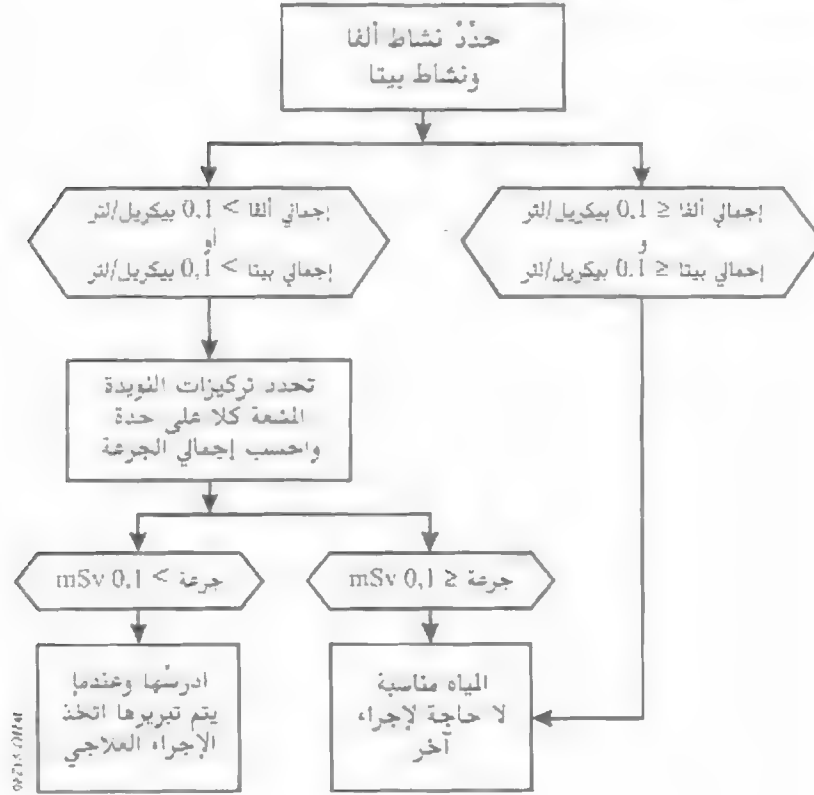 حدِّدْ نشاط ألفا
ونشاط بيتا
إجمالي ألفا ≥ 0,1 بيكريل/لتر
و
إجمالي بيتا ≥ 0,1 بيكريل/لتر
إجمالي ألفا > 0,1 بيكريل/لتر
أو
إجمالي بيتا > 0,1 بيكريل/لتر
تحدد تركيزات النويدة
المشعة كلا على حدة
واحسب إجمالي الجرعة
جرعة ≥ 0,1 mSv
جرعة > 0,1 mSv
المياه مناسبة
لا حاجة لإجراء
آخر
ادرسها وعندما
يتم تبريرها اتخذ
الإجراء العلاجي